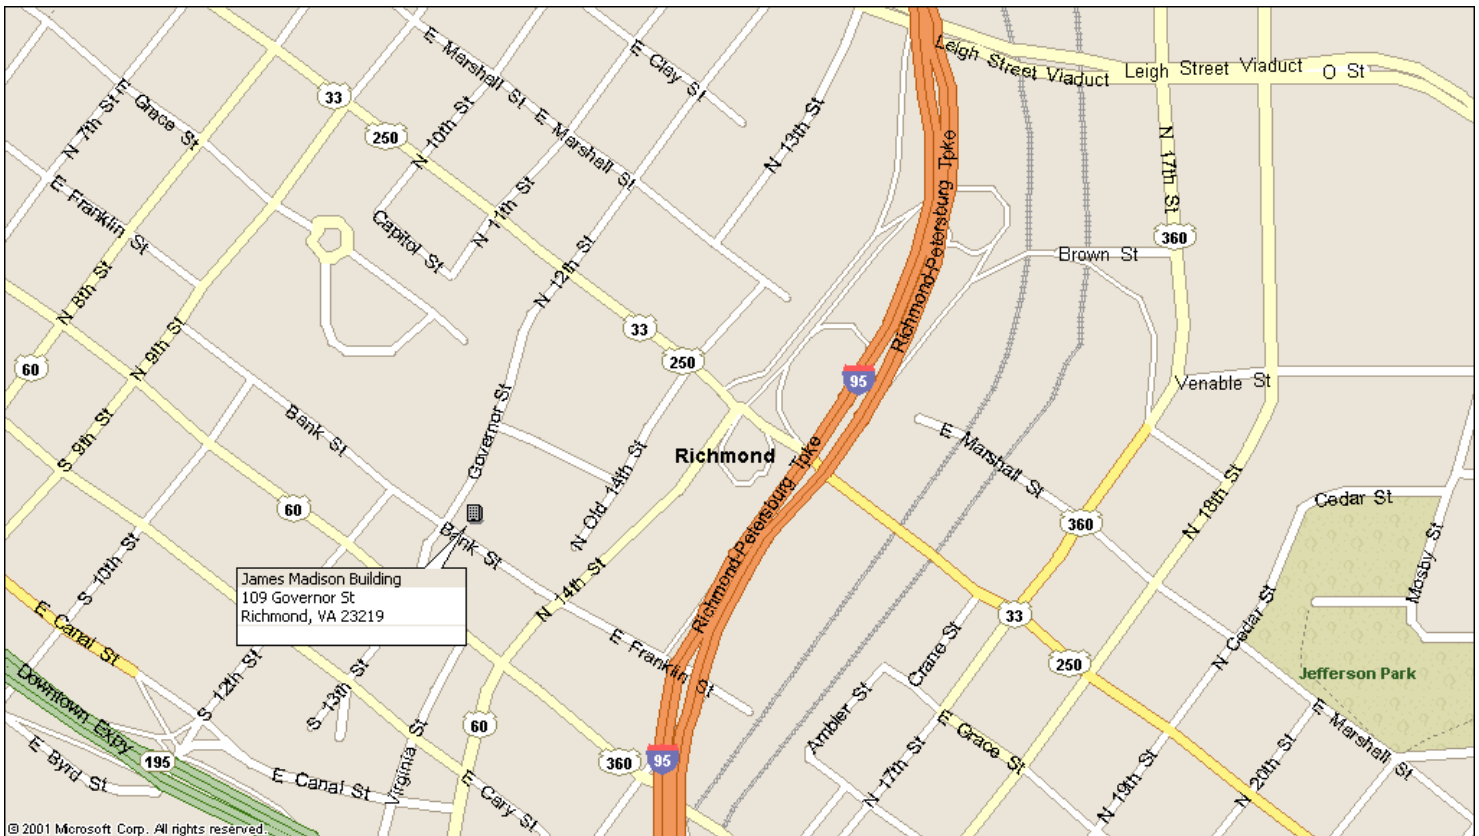 Leigh Street Viaduct
Leigh Street Viaduct
O St
E Marshall St
E Clay St
33
250
N 7th St
E Grace St
N 10th St
E Marshall St
N 13th St
Richmond-Petersburg Tpke
N 17th St
E Franklin St
Capitol St
N 11th St
360
N 12th St
Brown St
N 8th St
Richmond-Petersburg Tpke
33
250
N 9th St
60
95
Venable St
Bank St
Governor St
S 9th St
Richmond
E Marshall St
N Old 14th St
Richmond-Petersburg Tpke
N 18th St
Cedar St
60
360
Bank St
Mosby St
S 10th St
James Madison Building
109 Governor St
Richmond, VA 23219
N 14th St
E Canal St
E Franklin St
33
N Cedar St
Crane St
250
Jefferson Park
Downtown Expy
S 12th St
S 13th St
60
Ambler St
E Grace St
E Marshall St
195
360
95
E Byrd St
E Canal St
Virginia St
E Cary St
N 17th St
N 19th St
N 20th St
© 2001 Microsoft Corp. All rights reserved.